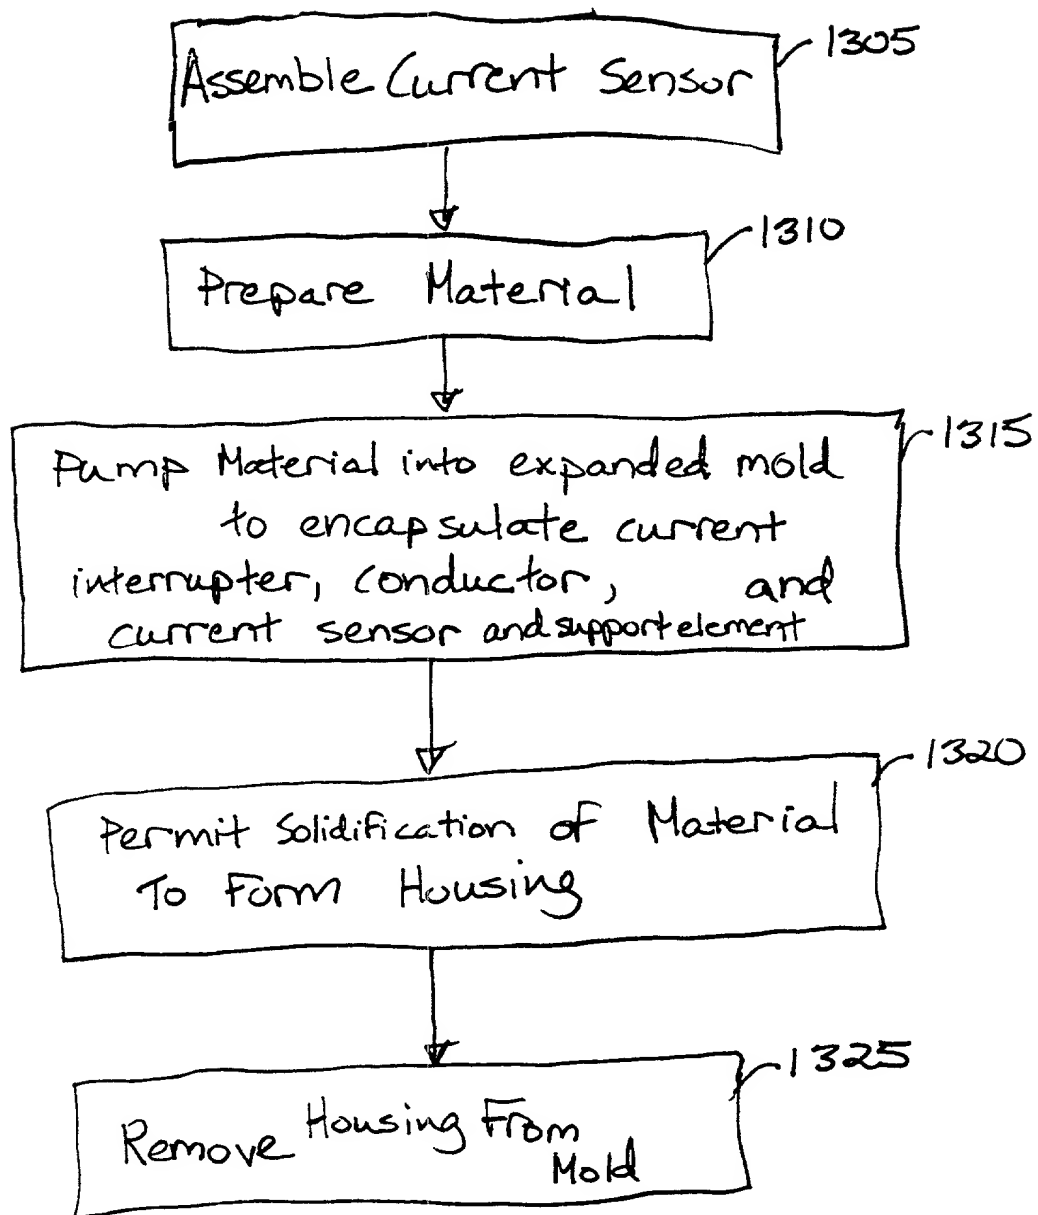 1305
Assemble Current Sensor
1310
Prepare Material
1315
Pump Material into expanded mold
to encapsulate current
interrupter, conductor, and
current sensor and support element
1320
Permit Solidification of Material
To Form Housing
1325
Remove Housing From
Mold